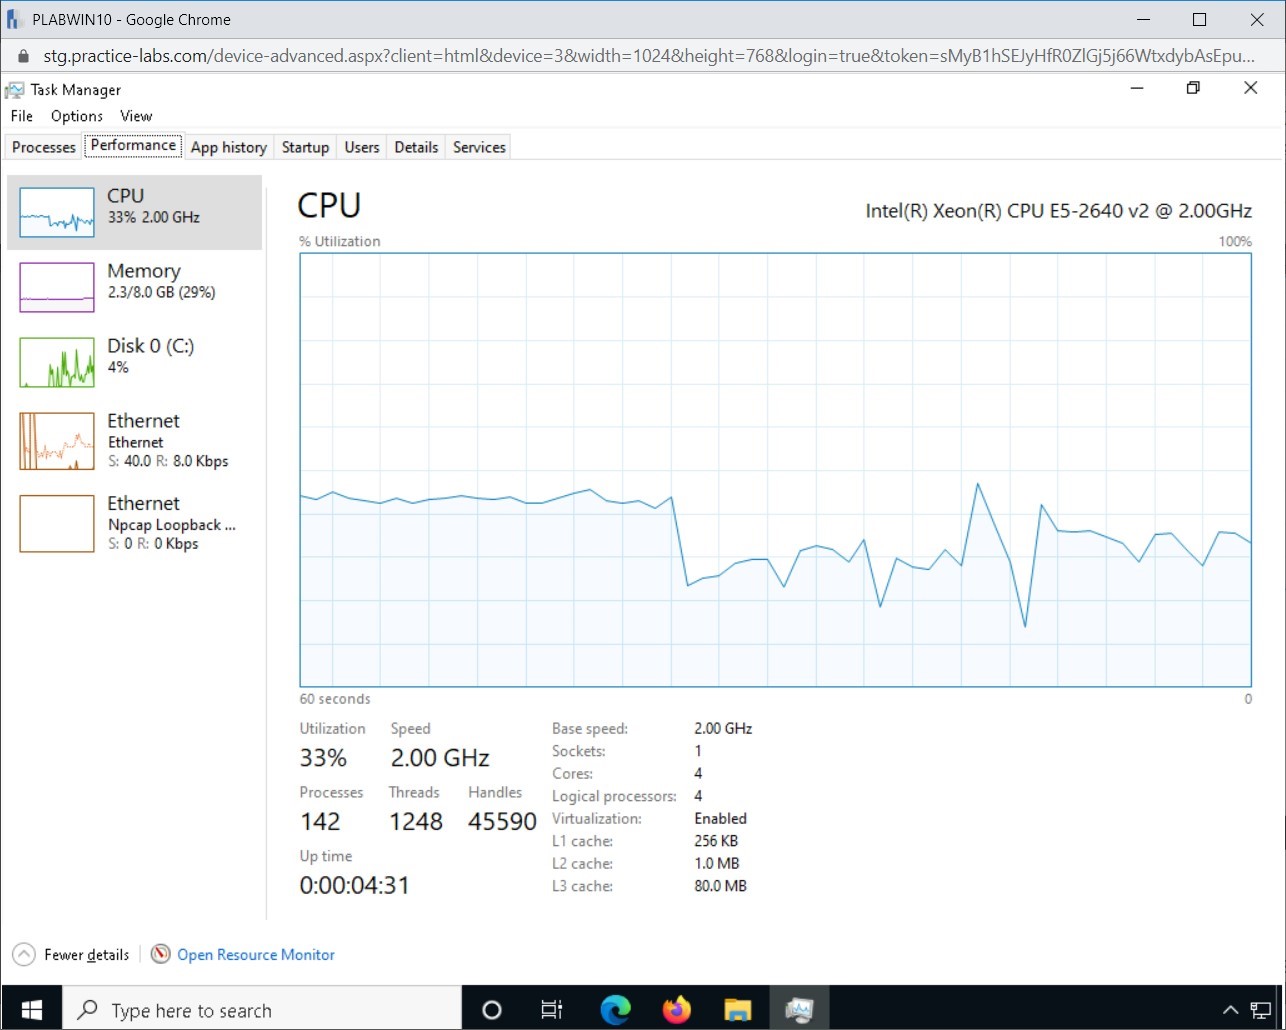 PLABWIN10 - Google Chrome
stg.practice-labs.com/device-advanced.aspx?client=html&device=3&width=1024&height=768&login=true&token=sMyB1hSEJyHfR0ZlGj5j66WtxdybAsEpu...
Task Manager
File Options View
Processes Performance App history Startup Users Details Services
CPU
33% 2.00 GHz
Memory
2.3/8.0 GB (29%)
Disk 0 (C:)
4%
Ethernet
Ethernet
S: 40.0 R: 8.0 Kbps
Ethernet
Npcap Loopback ...
S: 0 R: 0 Kbps
CPU
Intel(R) Xeon(R) CPU E5-2640 v2 @ 2.00GHz
% Utilization 100%
60 seconds 0
Utilization Speed
33% 2.00 GHz
Processes Threads Handles
142 1248 45590
Up time
0:00:04:31
Base speed: 2.00 GHz
Sockets: 1
Cores: 4
Logical processors: 4
Virtualization: Enabled
L1 cache: 256 KB
L2 cache: 1.0 MB
L3 cache: 80.0 MB
Fewer details Open Resource Monitor
Type here to search